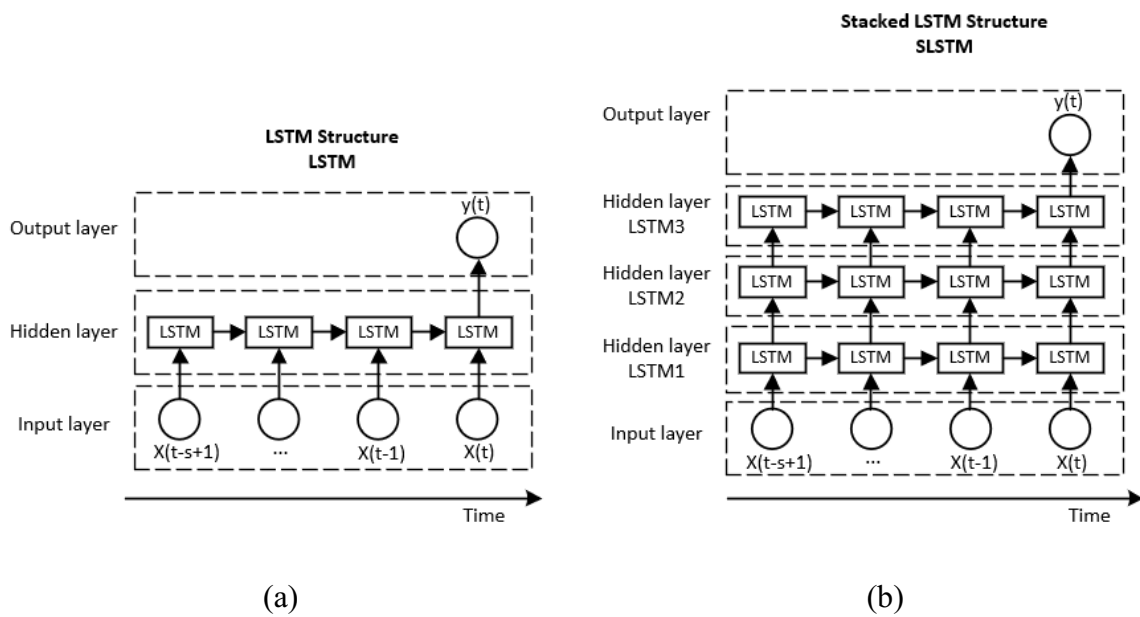 LSTM Structure
LSTM
Output layer
y(t)
Hidden layer
LSTM LSTM LSTM LSTM
Input layer
X(t-s+1) ... X(t-1) X(t)
Time
(a)
Stacked LSTM Structure
SLSTM
Output layer
y(t)
Hidden layer
LSTM3
LSTM LSTM LSTM LSTM
Hidden layer
LSTM2
LSTM LSTM LSTM LSTM
Hidden layer
LSTM1
LSTM LSTM LSTM LSTM
Input layer
X(t-s+1) ... X(t-1) X(t)
Time
(b)